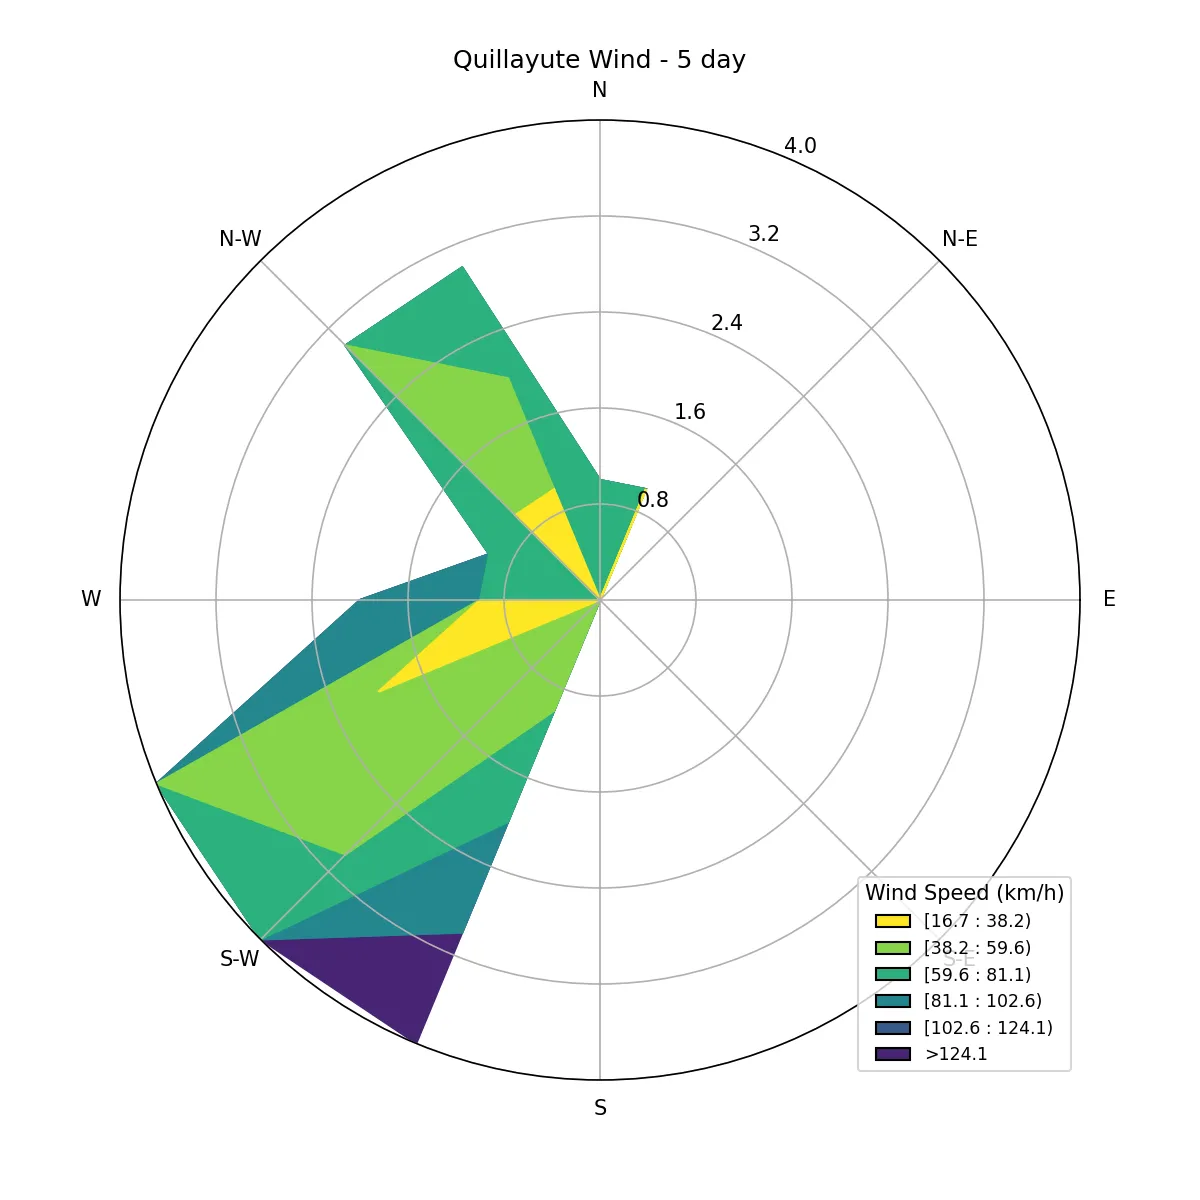 Quillayute Wind - 5 day
N
4.0
N-W
N-E
3.2
2.4
1.6
0.8
W
E
S-W
S-E
S
Wind Speed (km/h)
[16.7 : 38.2)
[38.2 : 59.6)
[59.6 : 81.1)
[81.1 : 102.6)
[102.6 : 124.1)
>124.1